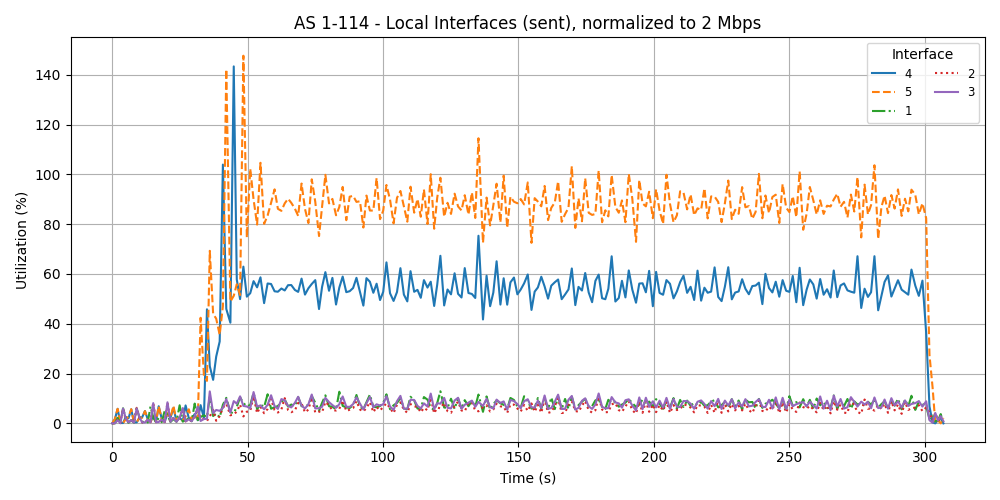 AS 1-114 - Local Interfaces (sent), normalized to 2 Mbps
Utilization (%)
140
120
100
80
60
40
20
0
0 50 100 150 200 250 300
Time (s)
Interface
4 2
5 3
1